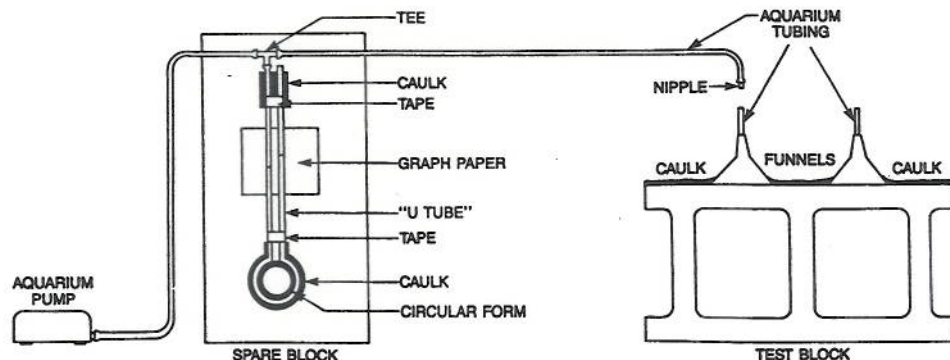 TEE
AQUARIUM
TUBING
CAULK
TAPE
NIPPLE
GRAPH PAPER
CAULK
FUNNELS
CAULK
"U TUBE"
TAPE
AQUARIUM
PUMP
CAULK
CIRCULAR FORM
SPARE BLOCK
TEST BLOCK